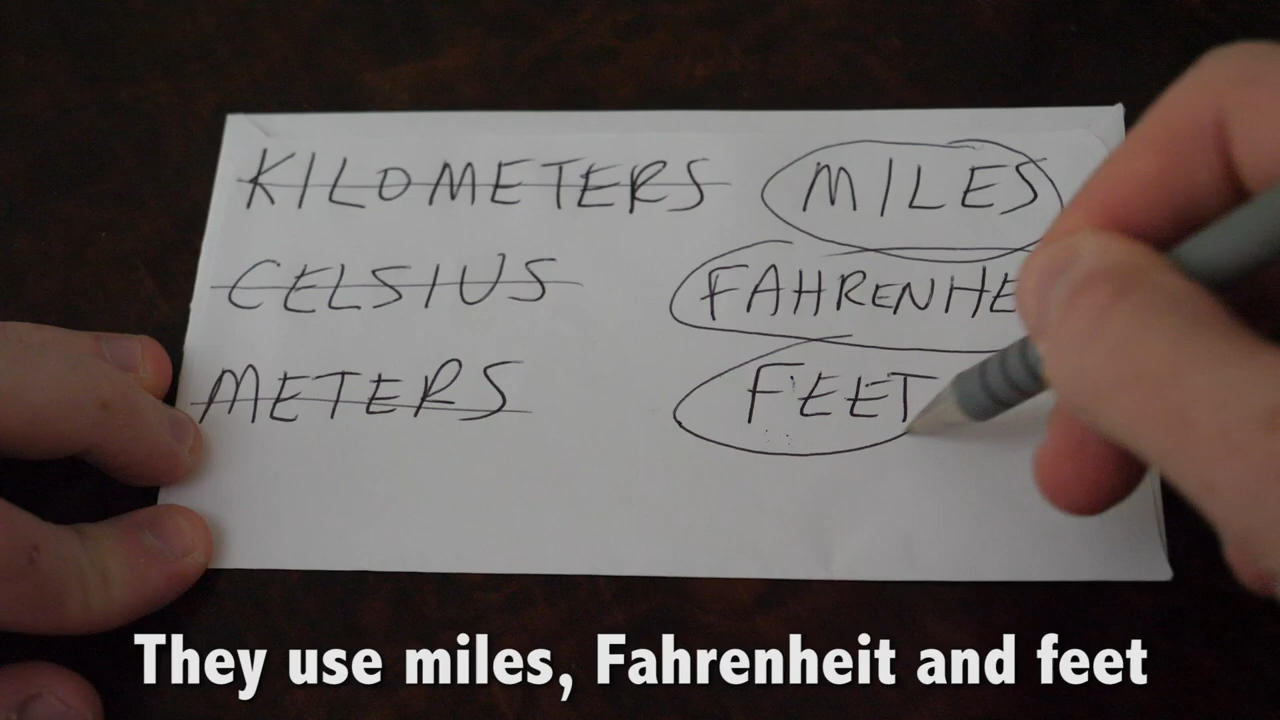 KILOMETERS MILES
CELSIUS FAHRENHE
METERS FEET
They use miles, Fahrenheit and feet